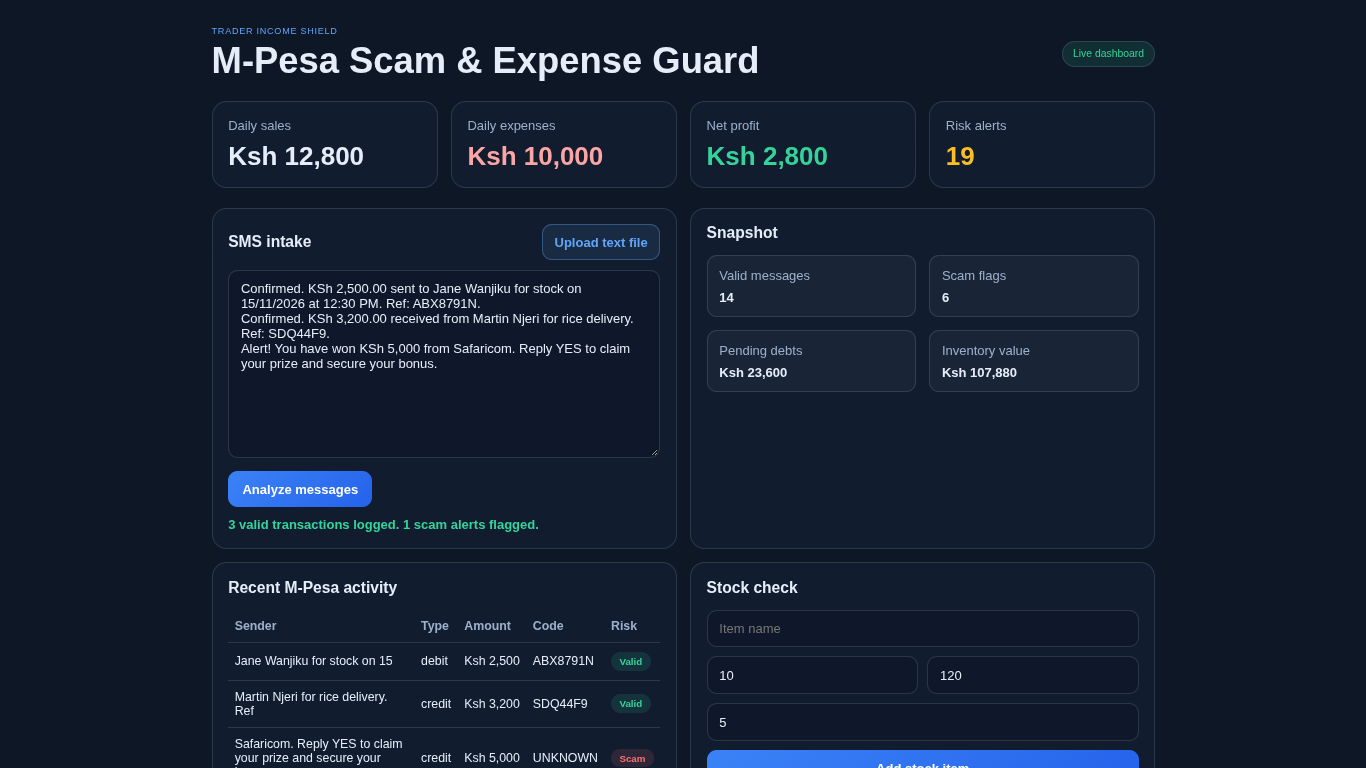 TRADER INCOME SHIELD
M-Pesa Scam & Expense Guard
Live dashboard
Daily sales
Ksh 12,800
Daily expenses
Ksh 10,000
Net profit
Ksh 2,800
Risk alerts
19
SMS intake
Upload text file
Confirmed. KSh 2,500.00 sent to Jane Wanjiku for stock on
15/11/2026 at 12:30 PM. Ref: ABX8791N.
Confirmed. KSh 3,200.00 received from Martin Njeri for rice delivery.
Ref: SDQ44F9.
Alert! You have won KSh 5,000 from Safaricom. Reply YES to claim
your prize and secure your bonus.
Analyze messages
3 valid transactions logged. 1 scam alerts flagged.
Snapshot
Valid messages
14
Scam flags
6
Pending debts
Ksh 23,600
Inventory value
Ksh 107,880
Recent M-Pesa activity
Sender Type Amount Code Risk
Jane Wanjiku for stock on 15 debit Ksh 2,500 ABX8791N Valid
Martin Njeri for rice delivery.
Ref credit Ksh 3,200 SDQ44F9 Valid
Safaricom. Reply YES to claim
your prize and secure your credit Ksh 5,000 UNKNOWN Scam
Stock check
Item name
10
120
5
Add stock item